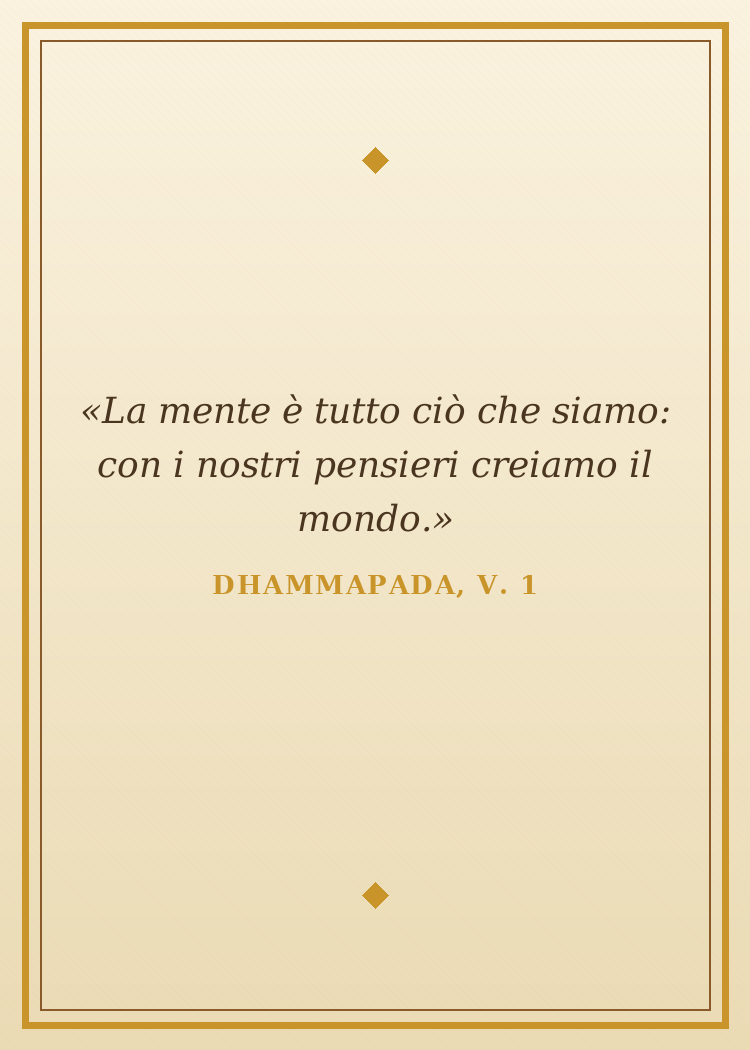 «La mente è tutto ciò che siamo:
con i nostri pensieri creiamo il
mondo.»
DHAMMAPADA, V. 1